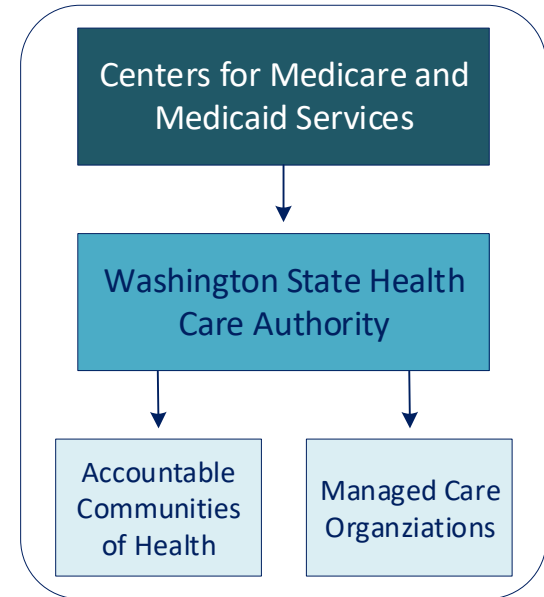 Centers for Medicare and
Medicaid Services
Washington State Health
Care Authority
Accountable
Communities
of Health
Managed Care
Organziations